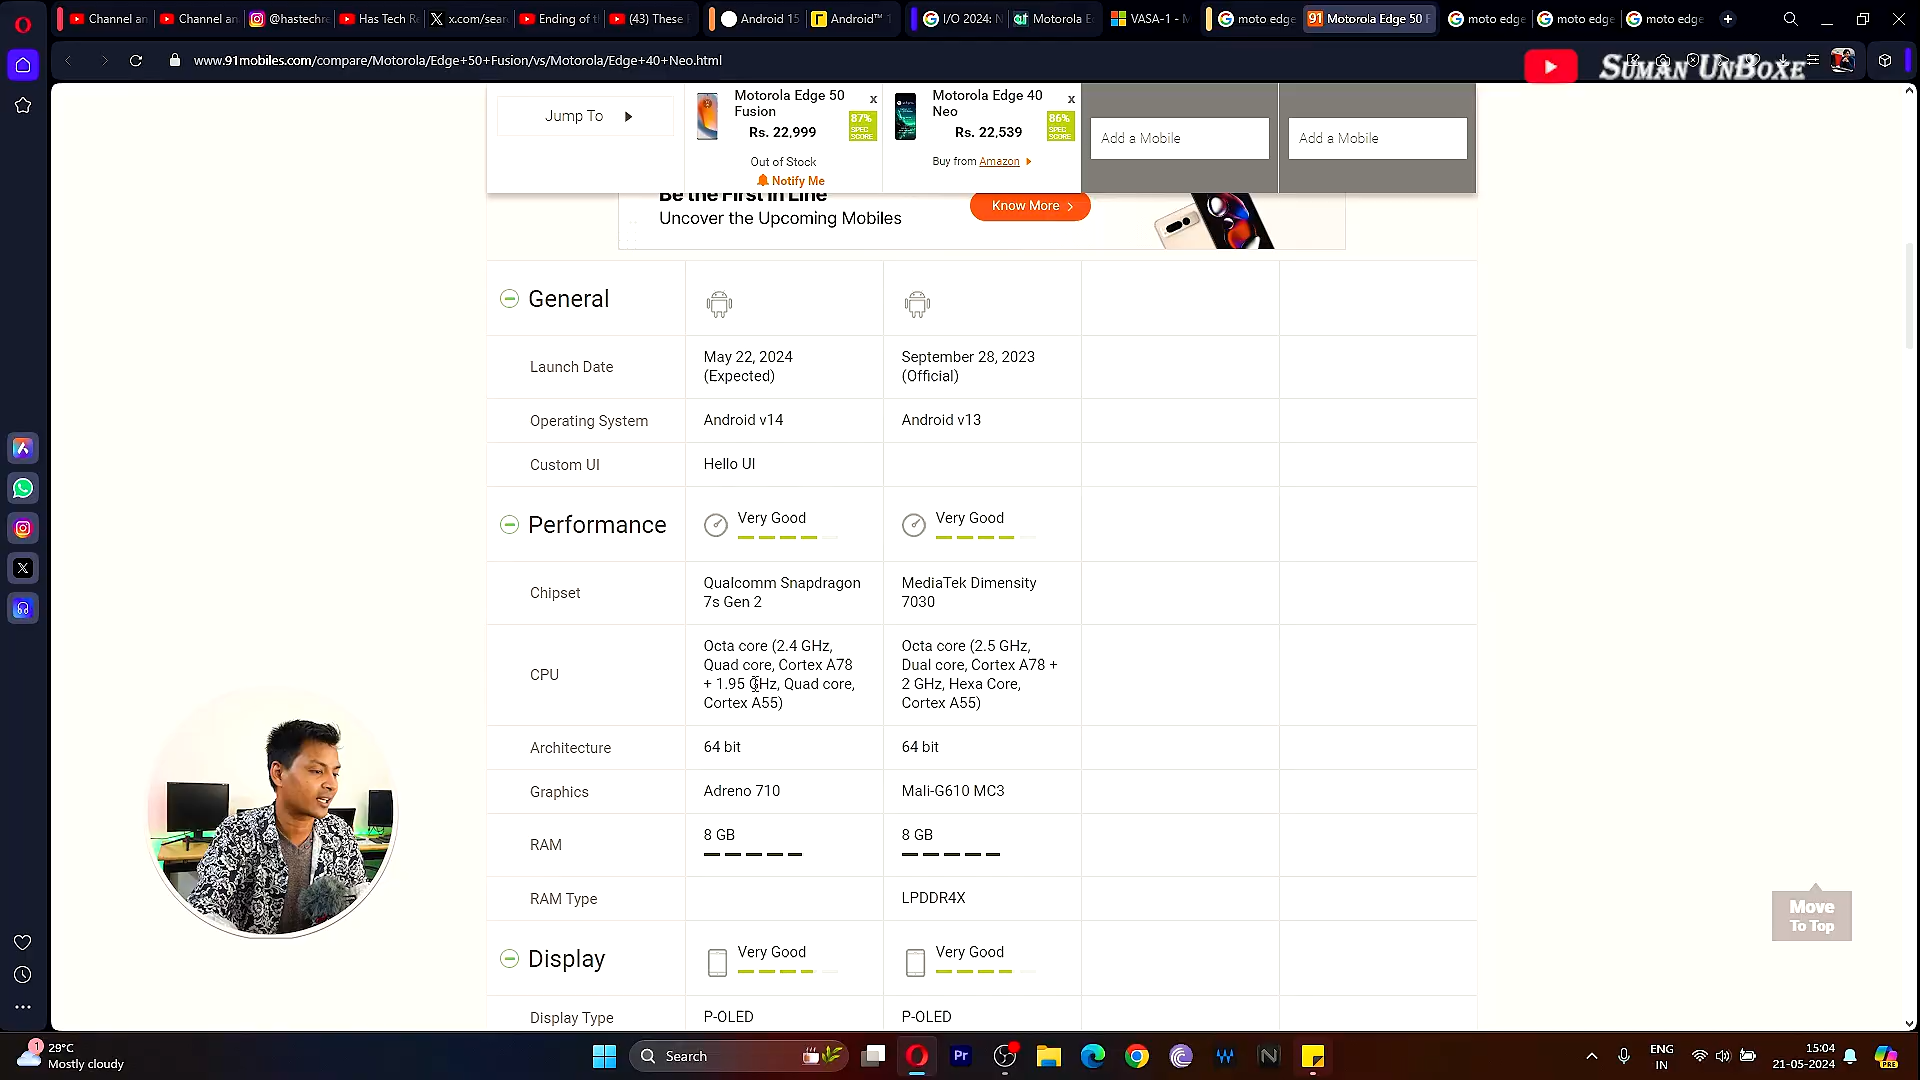 Channel an
Channel an
@hastechre
Has Tech R
x.com/sear
Ending of t
(43) These F
Android 15
Android™ 1
I/O 2024: N
Motorola E
VASA-1 - M
moto edge
Motorola Edge 50 F
moto edge
moto edge
moto edge
www.91mobiles.com/compare/Motorola/Edge+50+Fusion/vs/Motorola/Edge+40+Neo.html
SUMAN UNBOXE
Jump To
Motorola Edge 50 Fusion
Rs. 22,999
87% SPEC SCORE
Out of Stock
Notify Me
Motorola Edge 40 Neo
Rs. 22,539
86% SPEC SCORE
Buy from Amazon
Add a Mobile
Add a Mobile
Be the First in Line
Uncover the Upcoming Mobiles
Know More
General
Launch Date
May 22, 2024 (Expected)
September 28, 2023 (Official)
Operating System
Android v14
Android v13
Custom UI
Hello UI
Performance
Very Good
Very Good
Chipset
Qualcomm Snapdragon 7s Gen 2
MediaTek Dimensity 7030
CPU
Octa core (2.4 GHz, Quad core, Cortex A78 + 1.95 GHz, Quad core, Cortex A55)
Octa core (2.5 GHz, Dual core, Cortex A78 + 2 GHz, Hexa Core, Cortex A55)
Architecture
64 bit
64 bit
Graphics
Adreno 710
Mali-G610 MC3
RAM
8 GB
8 GB
RAM Type
LPDDR4X
Display
Very Good
Very Good
Display Type
P-OLED
P-OLED
Move To Top
1
29°C
Mostly cloudy
Search
ENG
IN
15:04
21-05-2024